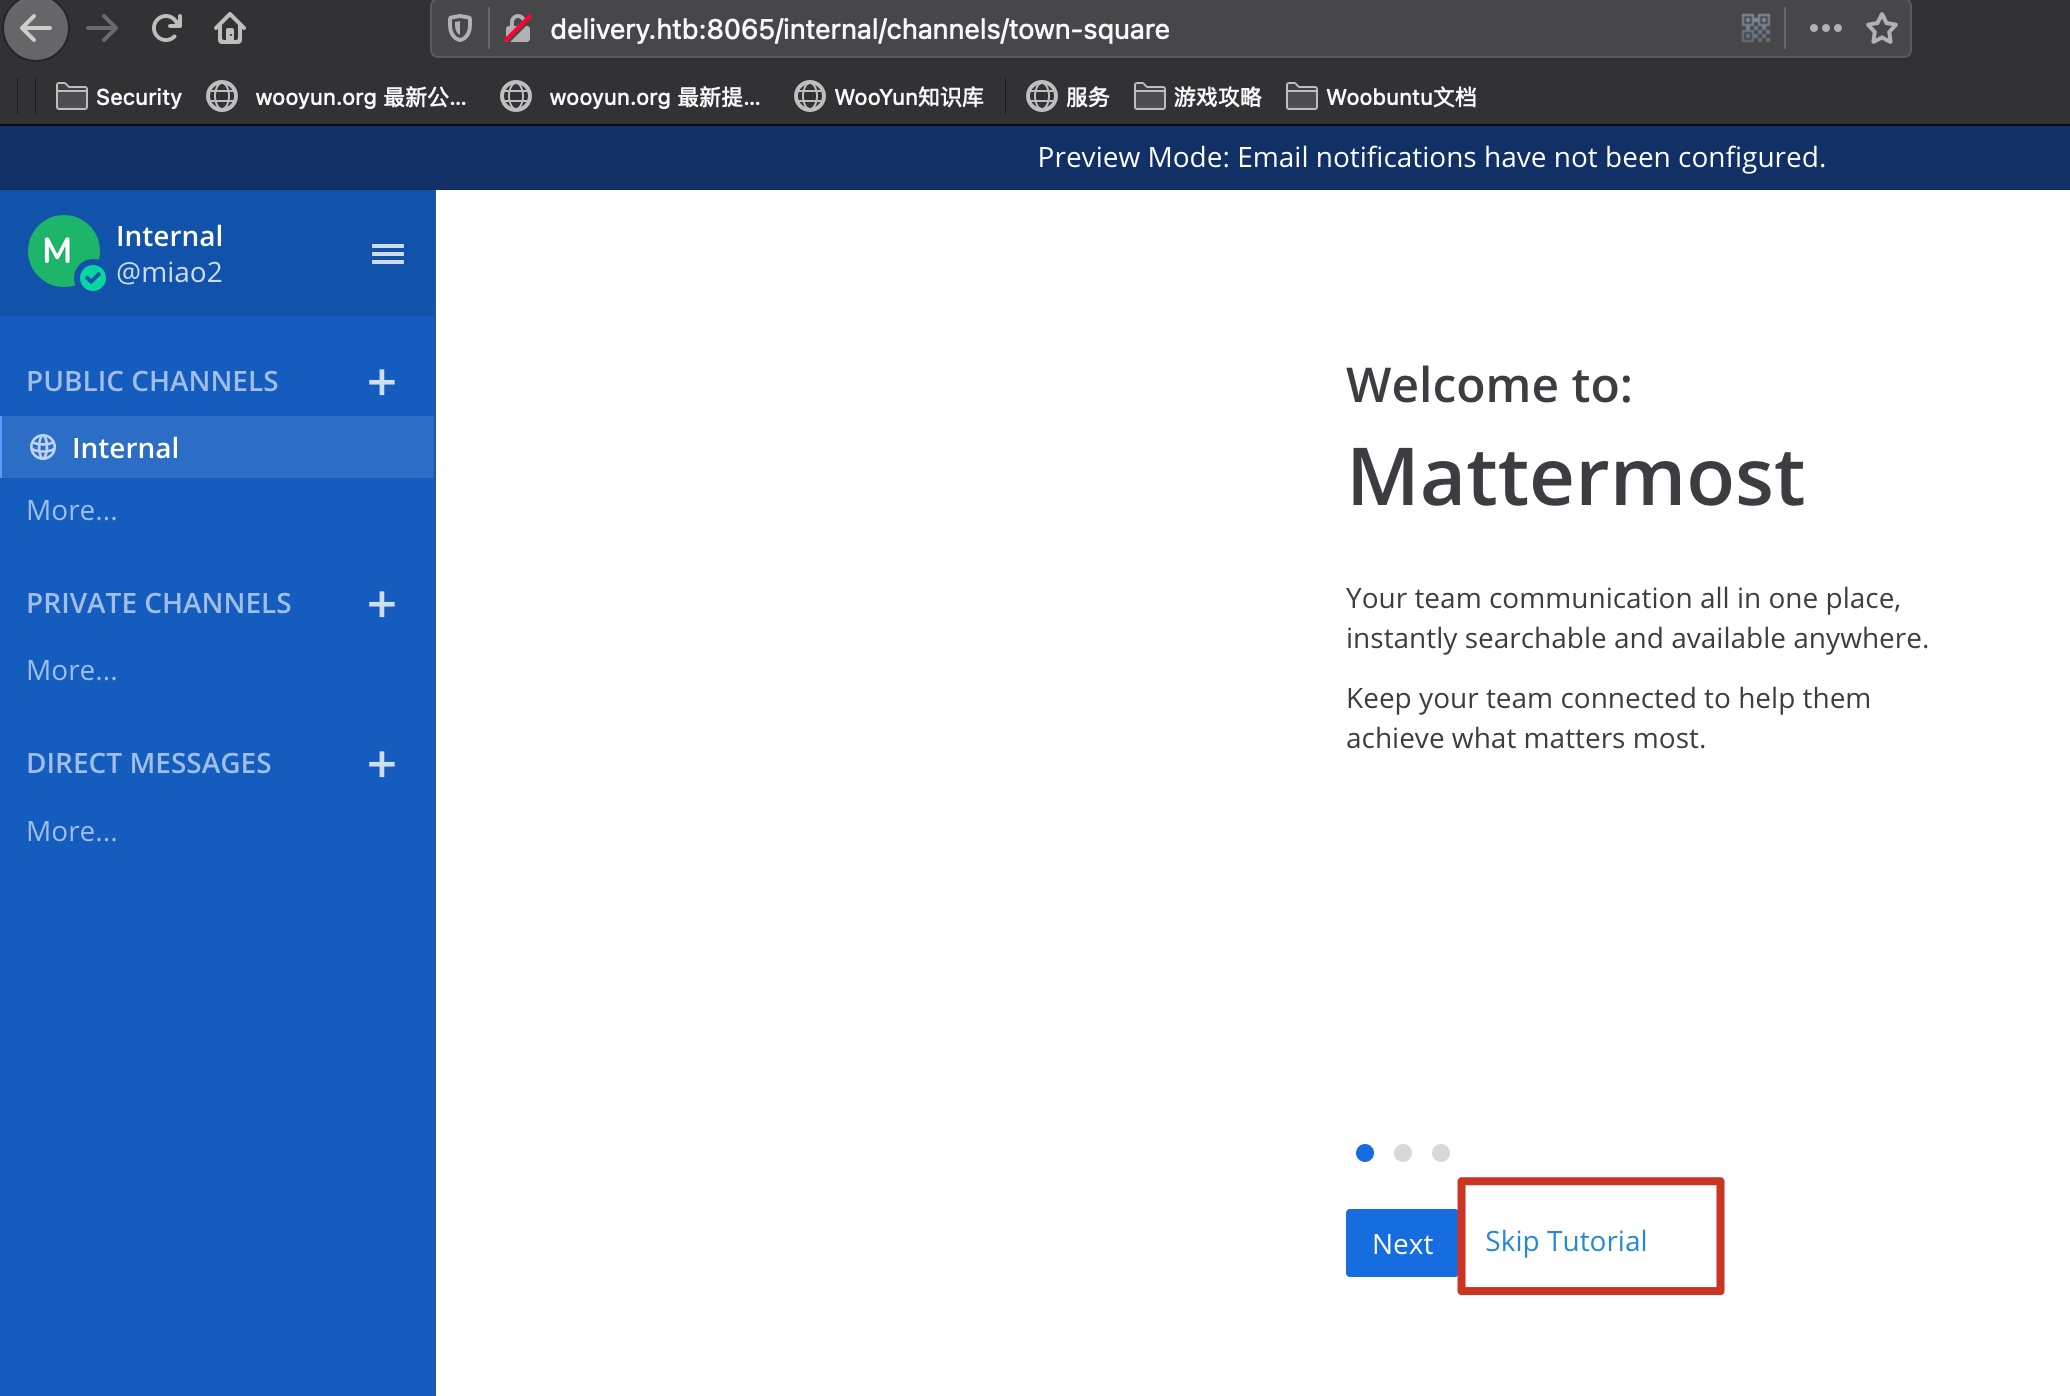 delivery.htb:8065/internal/channels/town-square
Security
wooyun.org 最新公...
wooyun.org 最新提...
WooYun知识库
服务
游戏攻略
Woobuntu文档
Preview Mode: Email notifications have not been configured.
M
Internal
@miao2
PUBLIC CHANNELS
Internal
More...
PRIVATE CHANNELS
More...
DIRECT MESSAGES
More...
Welcome to:
Mattermost
Your team communication all in one place,
instantly searchable and available anywhere.
Keep your team connected to help them
achieve what matters most.
Next
Skip Tutorial